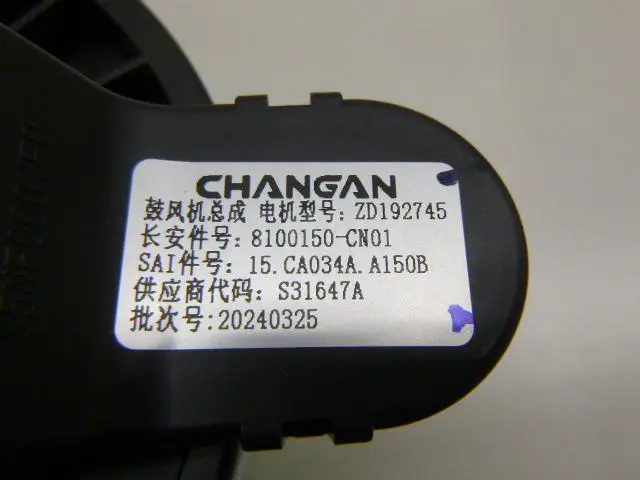 CHANGAN
鼓风机总成 电机型号: ZD192745
长安件号: 8100150-CN01
SAI件号: 15.CA034A.A150B
供应商代码: S31647A
批次号:20240325